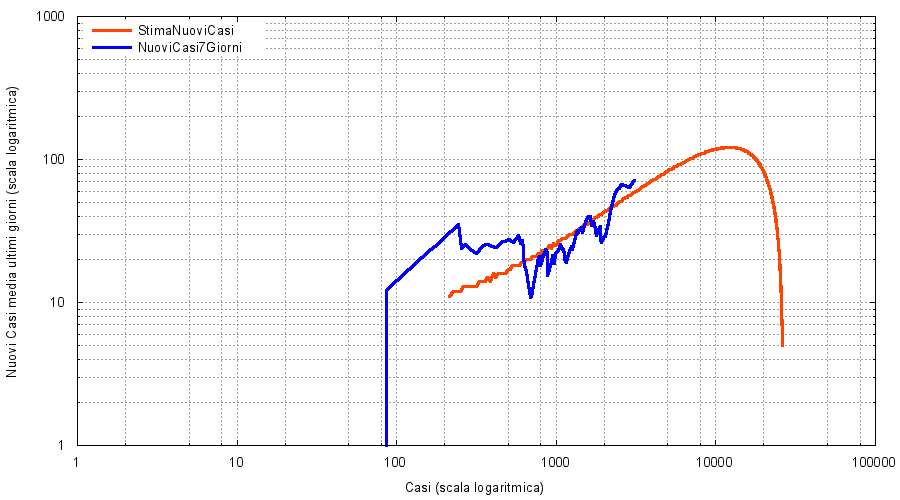 1000
StimaNuoviCasi
NuoviCasi7Giorni
100
10
1
Nuovi Casi media ultimi giorni (scala logaritmica)
1 10 100 1000 10000 100000
Casi (scala logaritmica)